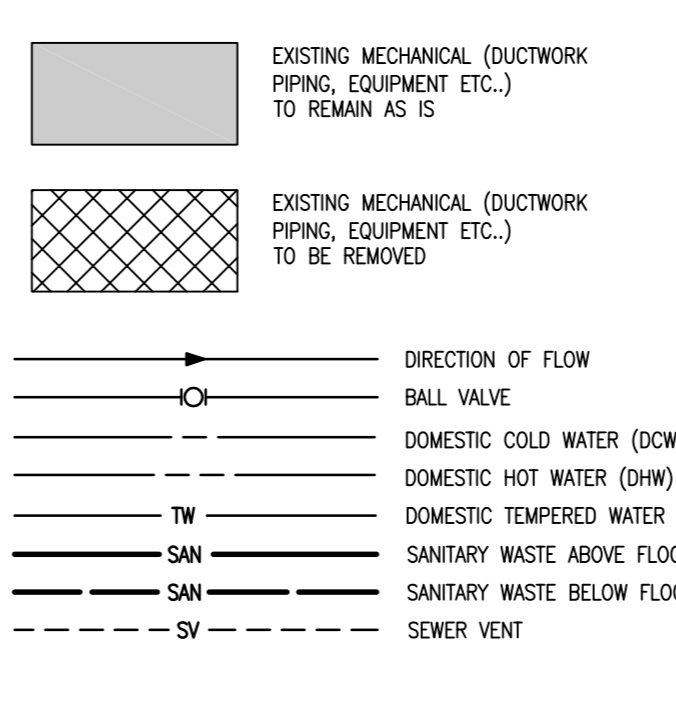 EXISTING MECHANICAL (DUCTWORK
PIPING, EQUIPMENT ETC..)
TO REMAIN AS IS
EXISTING MECHANICAL (DUCTWORK
PIPING, EQUIPMENT ETC..)
TO BE REMOVED
DIRECTION OF FLOW
BALL VALVE
DOMESTIC COLD WATER (DCW
DOMESTIC HOT WATER (DHW)
TW DOMESTIC TEMPERED WATER
SAN SANITARY WASTE ABOVE
SAN SANITARY WASTE BELOW
SV SEWER VENT